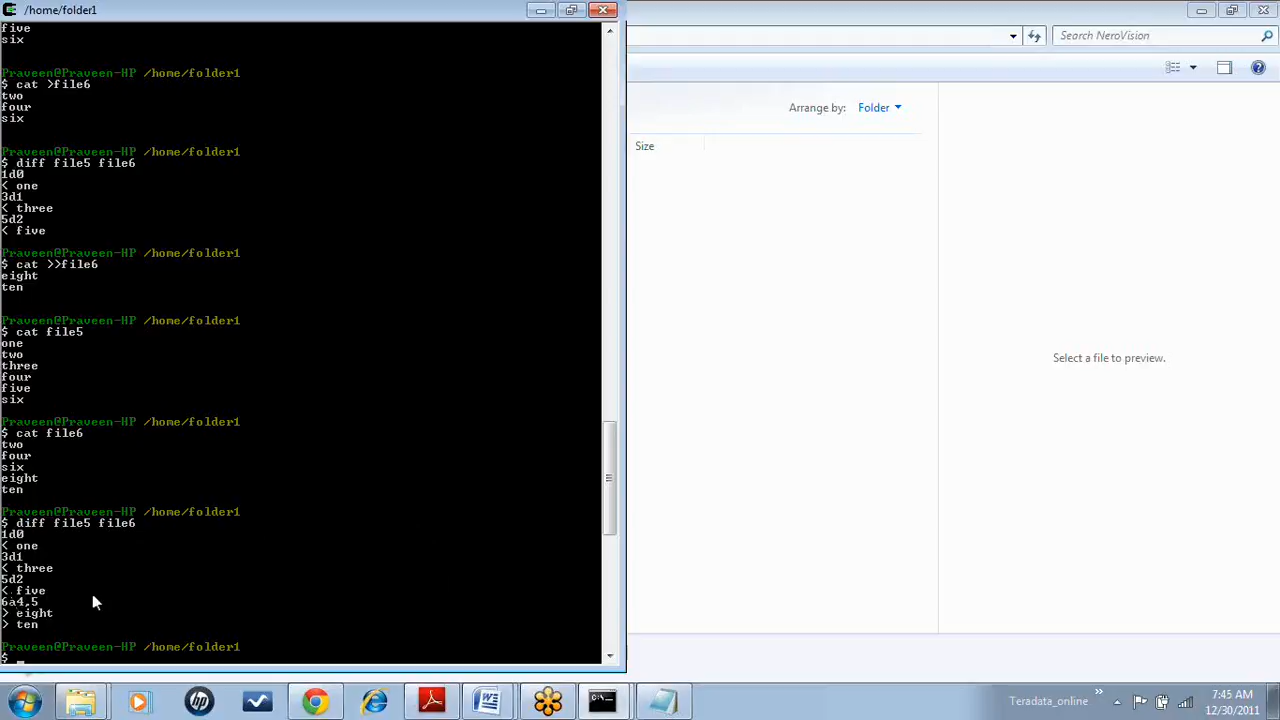 /home/folder1
five
six
Praveen@Praveen-HP /home/folder1
$ cat >file6
two
four
six
Praveen@Praveen-HP /home/folder1
$ diff file5 file6
1d0
< one
3d1
< three
5d2
< five
Praveen@Praveen-HP /home/folder1
$ cat >>file6
eight
ten
Praveen@Praveen-HP /home/folder1
$ cat file5
one
two
three
four
five
six
Praveen@Praveen-HP /home/folder1
$ cat file6
two
four
six
eight
ten
Praveen@Praveen-HP /home/folder1
$ diff file5 file6
1d0
< one
3d1
< three
5d2
< five
6a4,5
> eight
> ten
Praveen@Praveen-HP /home/folder1
$
Search NeroVision
Arrange by: Folder
Size
Select a file to preview.
Teradata_online
7:45 AM
12/30/2011